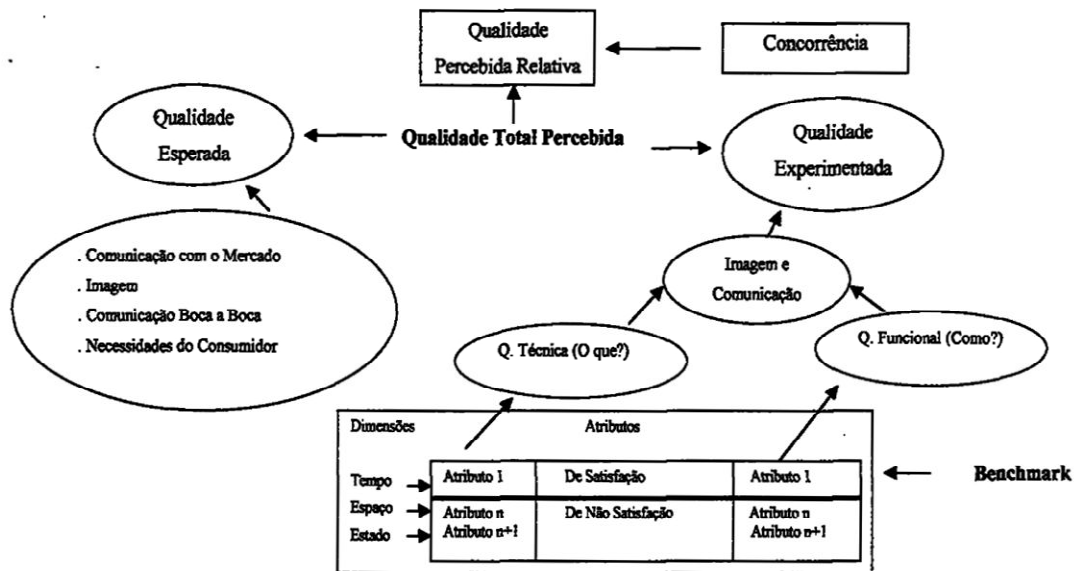 Qualidade
Percebida Relativa
Concorrência
Qualidade
Esperada
Qualidade Total Percebida
Qualidade
Experimentada
. Comunicação com o Mercado
. Imagem
. Comunicação Boca a Boca
. Necessidades do Consumidor
Imagem e
Comunicação
Q. Técnica (O que?)
Q. Funcional (Como?)
Dimensões
Atributos
Tempo
Atributo 1
De Satisfação
Atributo 1
Benchmark
Espaço
Atributo n
De Não Satisfação
Atributo n
Estado
Atributo n+1
Atributo n+1